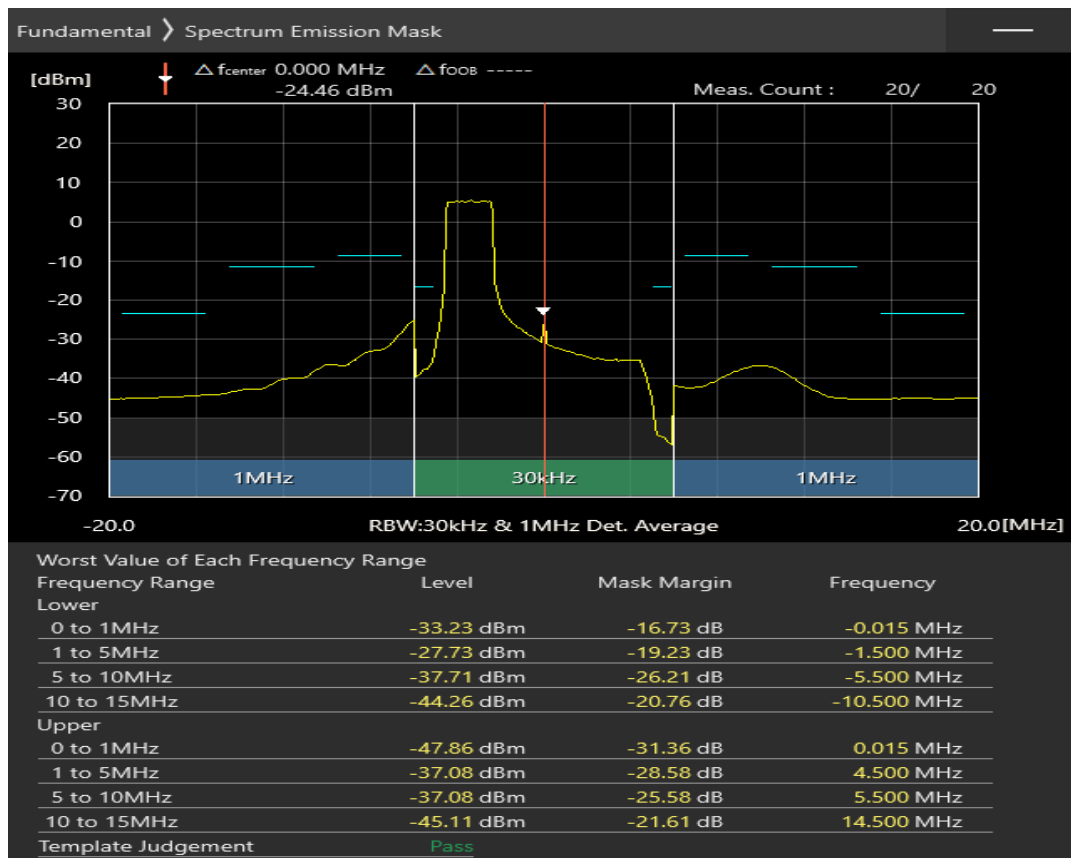 Fundamental ❯ Spectrum Emission Mask
[dBm] △ fcenter 0.000 MHz △ fOOB -----
-24.46 dBm Meas. Count : 20/ 20
30
20
10
0
-10
-20
-30
-40
-50
-60
-70
1MHz 30kHz 1MHz
-20.0 RBW:30kHz & 1MHz Det. Average 20.0[MHz]
Worst Value of Each Frequency Range
Frequency Range Level Mask Margin Frequency
Lower
0 to 1MHz -33.23 dBm -16.73 dB -0.015 MHz
1 to 5MHz -27.73 dBm -19.23 dB -1.500 MHz
5 to 10MHz -37.71 dBm -26.21 dB -5.500 MHz
10 to 15MHz -44.26 dBm -20.76 dB -10.500 MHz
Upper
0 to 1MHz -47.86 dBm -31.36 dB 0.015 MHz
1 to 5MHz -37.08 dBm -28.58 dB 4.500 MHz
5 to 10MHz -37.08 dBm -25.58 dB 5.500 MHz
10 to 15MHz -45.11 dBm -21.61 dB 14.500 MHz
Template Judgement Pass